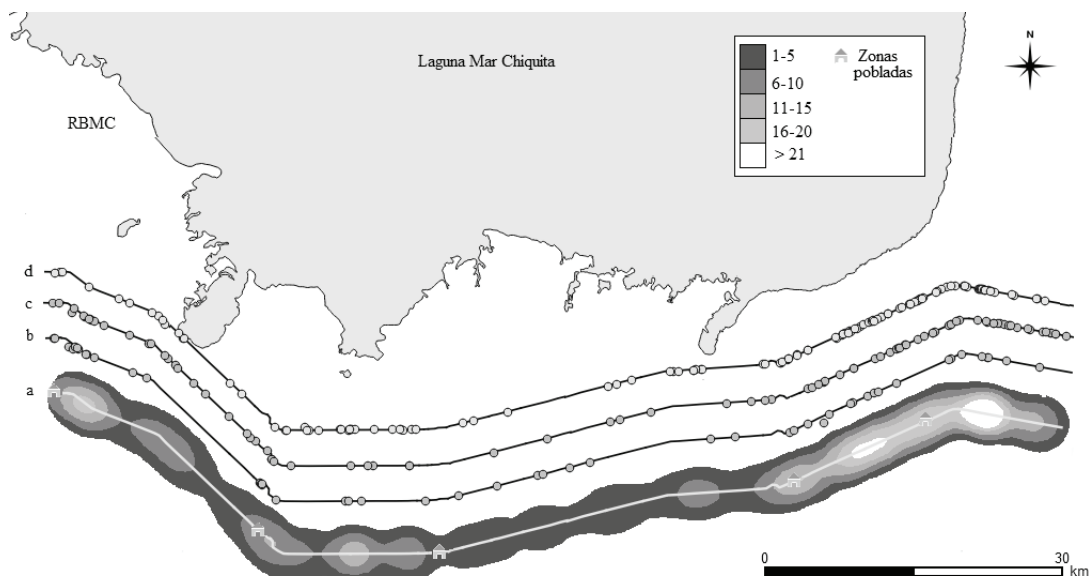 Laguna Mar Chiquita
RBMC
1-5
6-10
11-15
16-20
> 21
Zonas
pobladas
N
d
c
b
a
0
30
km